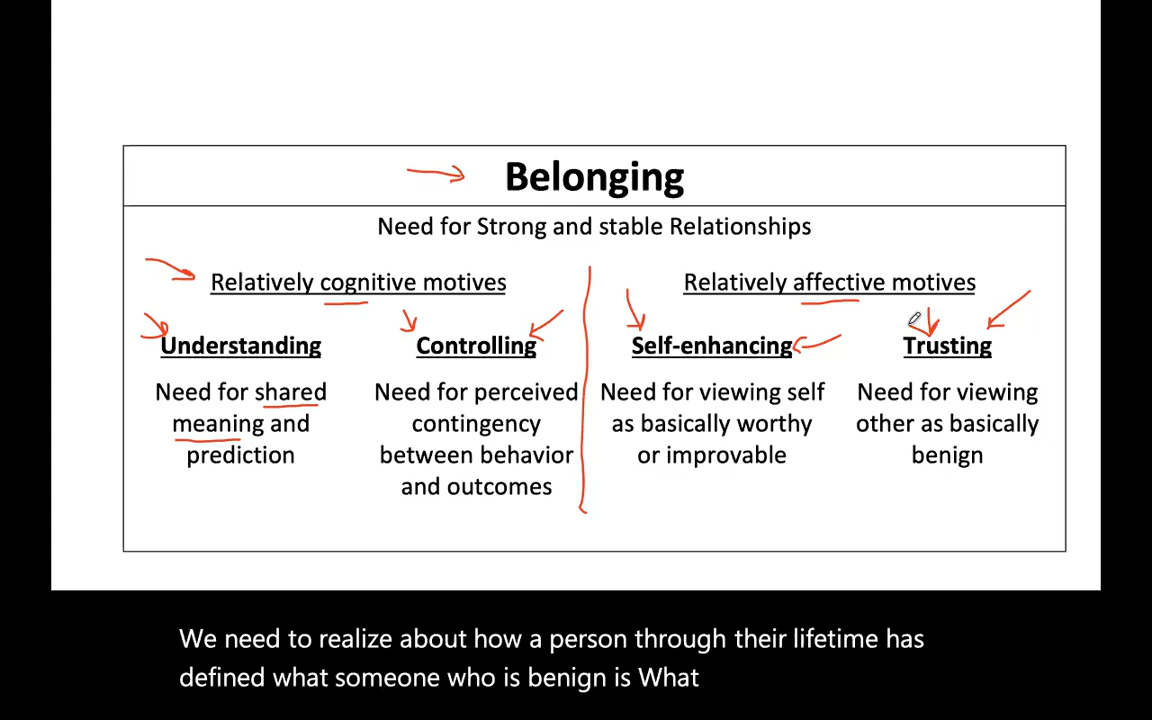 Belonging
Need for Strong and stable Relationships
Relatively cognitive motives
Relatively affective motives
Understanding
Controlling
Self-enhancing
Trusting
Need for shared
meaning and
prediction
Need for perceived
contingency
between behavior
and outcomes
Need for viewing self
as basically worthy
or improvable
Need for viewing
other as basically
benign
We need to realize about how a person through their lifetime has
defined what someone who is benign is What